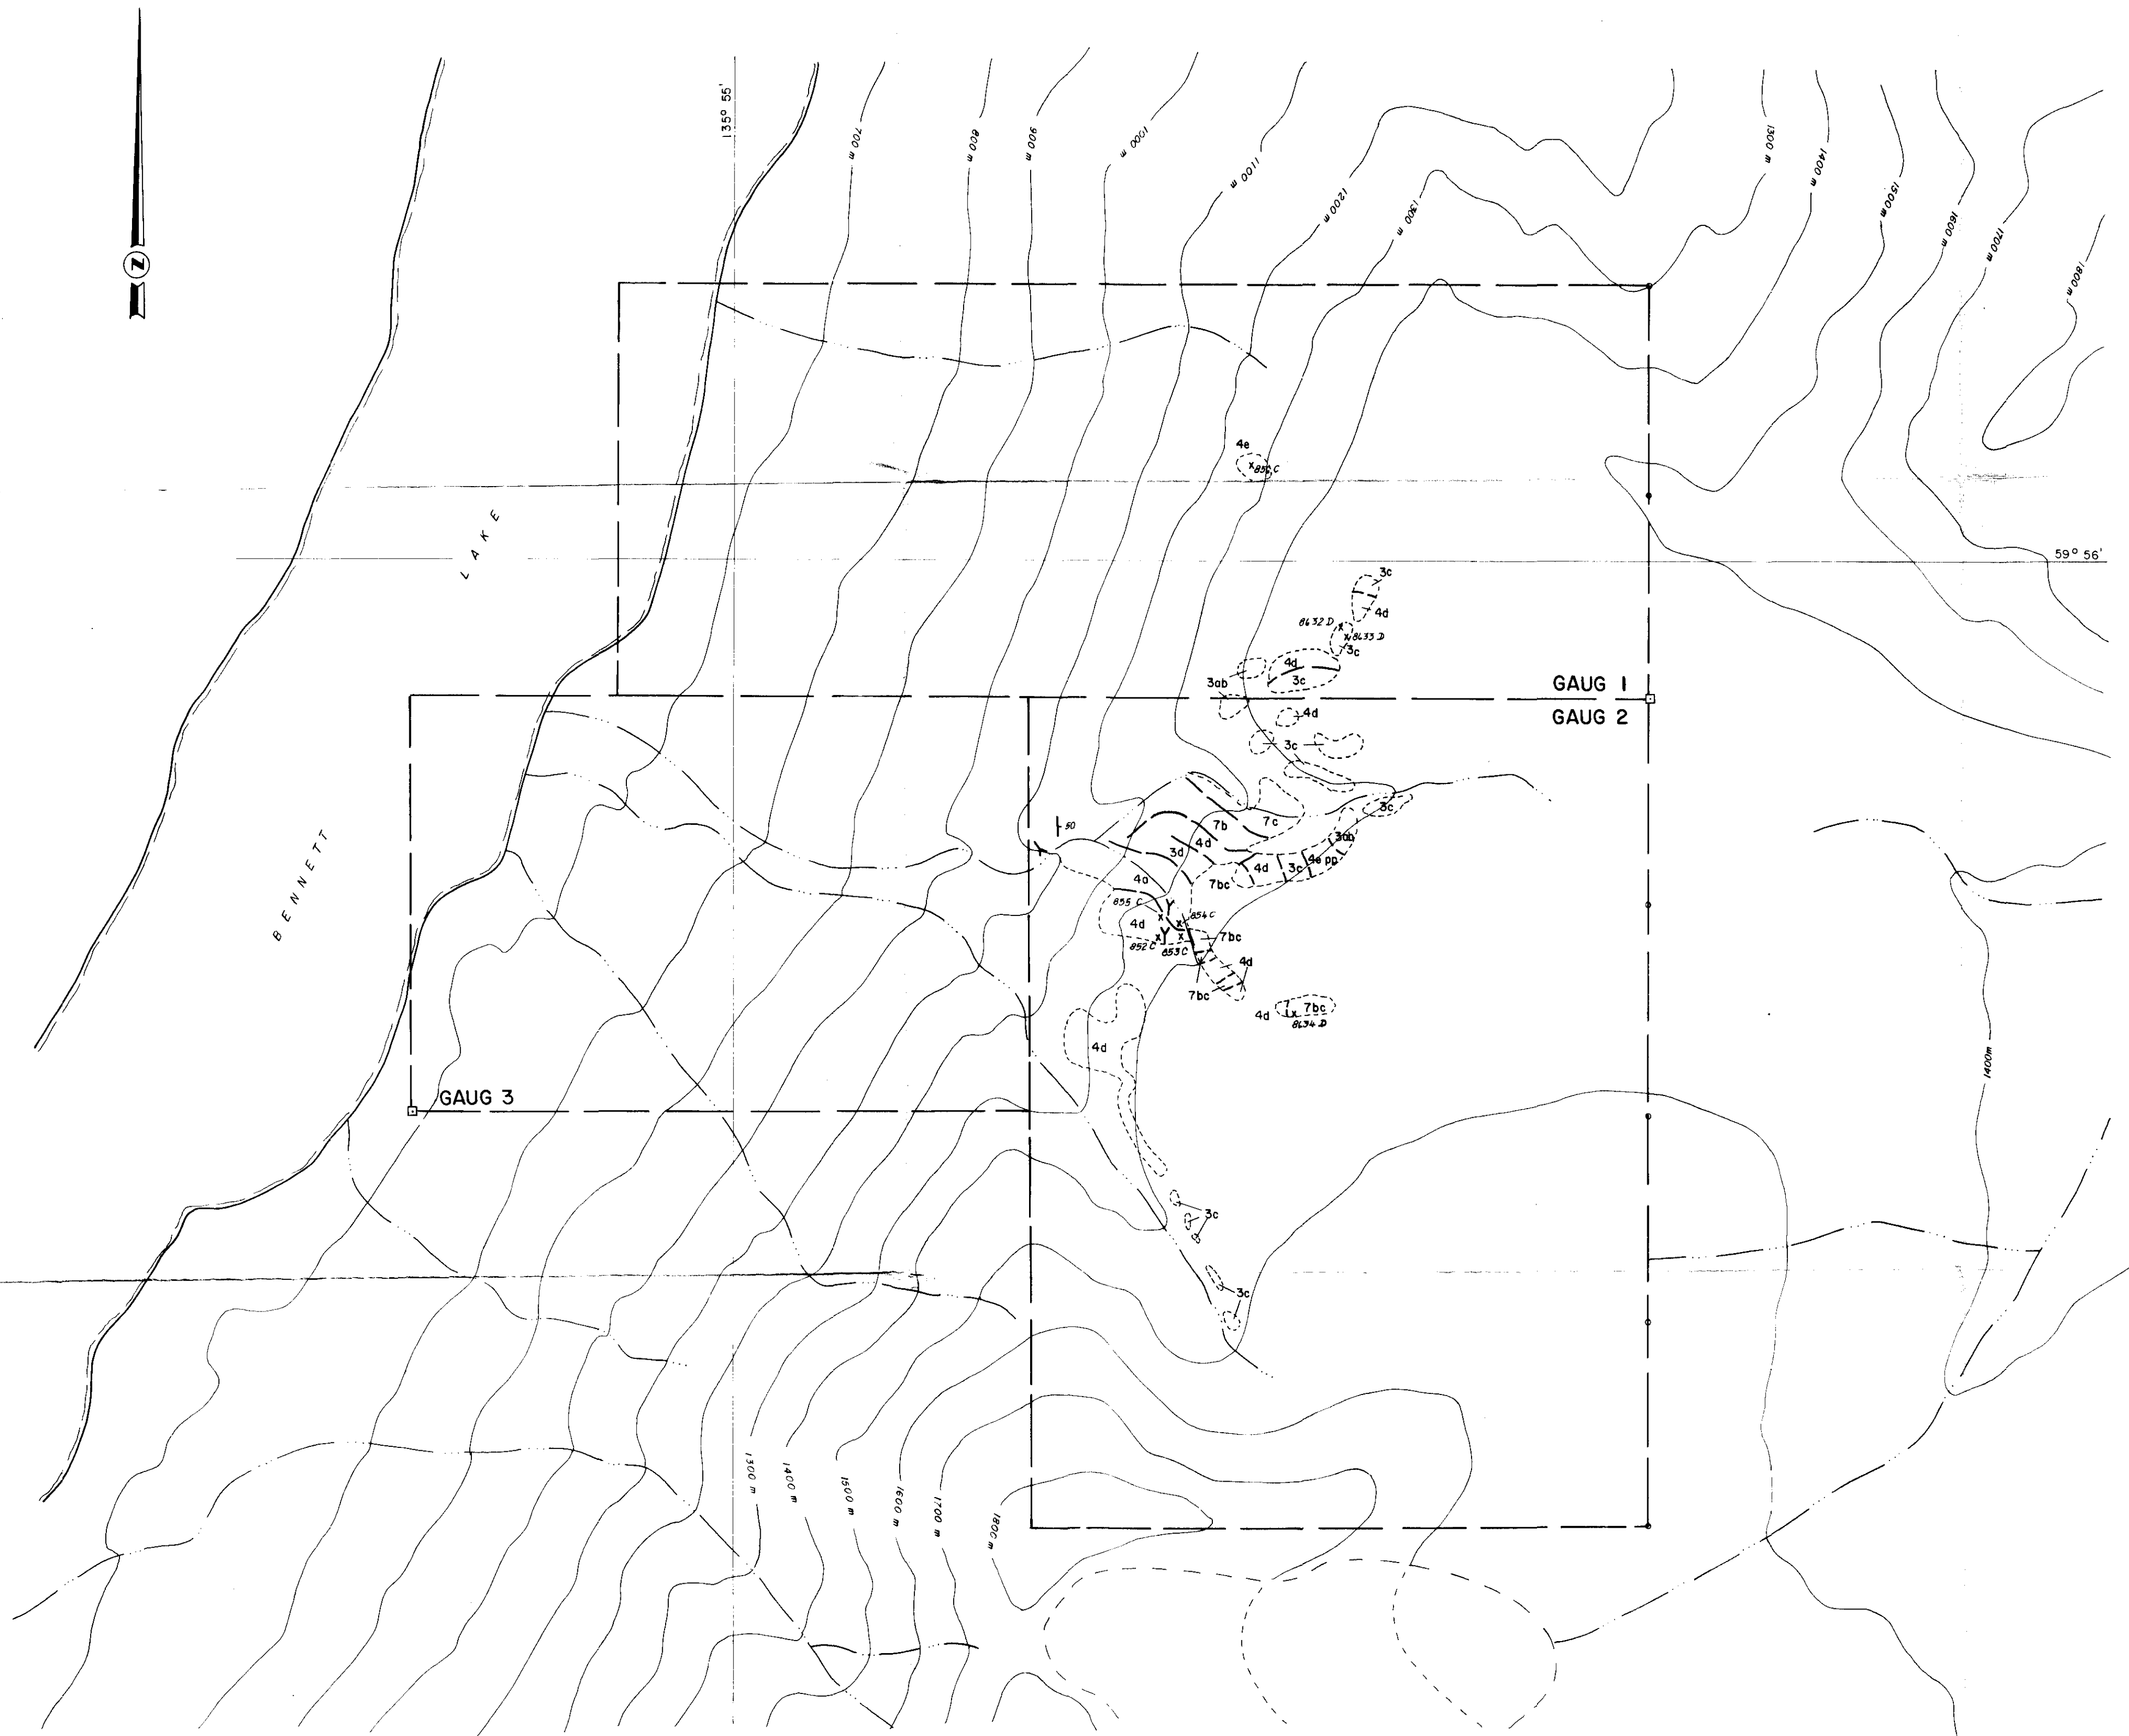 N
135° 55'
700 m
800 m
900 m
1000 m
1100 m
1200 m
1300 m
1300 m
1400 m
1500 m
1600 m
1700 m
1800 m
4e
LAKE
59° 56'
3c
4d
8632 D
8633 D
3c
4d
3c
3ab
GAUG 1
GAUG 2
4d
3c
3c
50
7b
7c
4d
3d
3ab
4e pp
3c
4d
7bc
4a
855 C
854 C
4d
7bc
852 C
853 C
4d
7bc
BENNETT
7
7bc
4d
8634 D
4d
1400m
GAUG 3
3c
3c
1300 m
1400 m
1500 m
1600 m
1700 m
1800 m